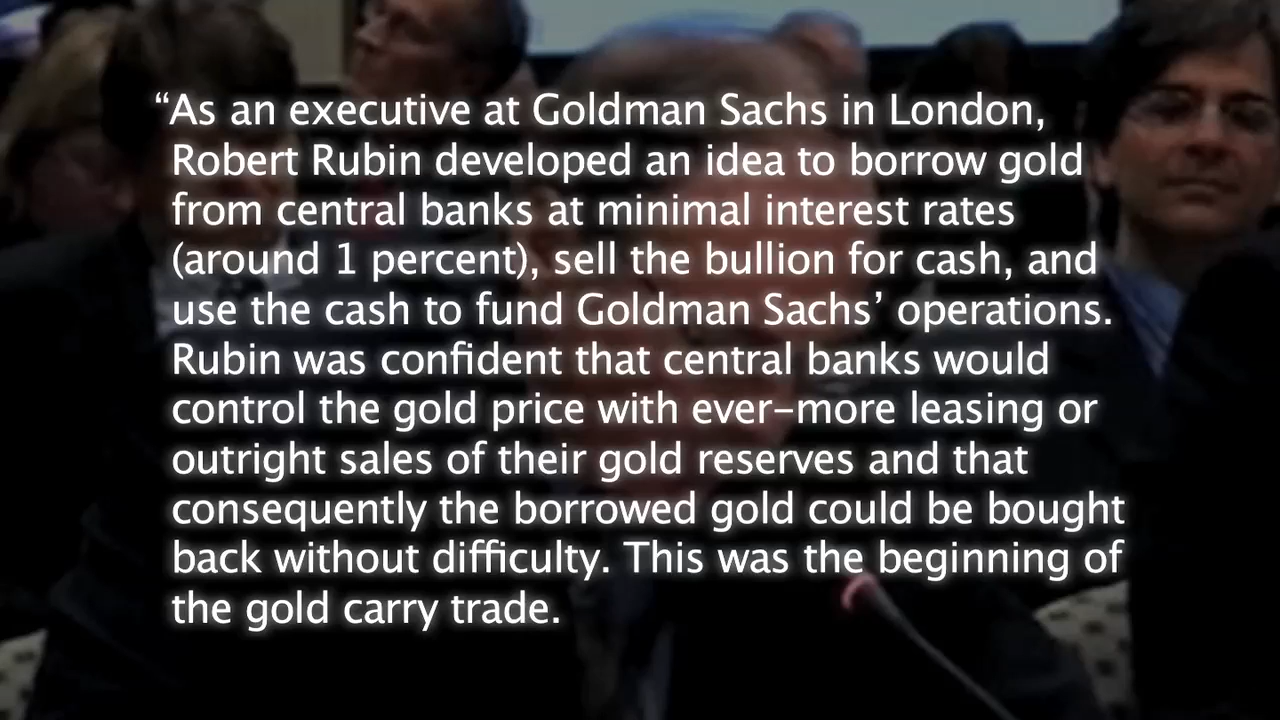 “As an executive at Goldman Sachs in London,
Robert Rubin developed an idea to borrow gold
from central banks at minimal interest rates
(around 1 percent), sell the bullion for cash, and
use the cash to fund Goldman Sachs’ operations.
Rubin was confident that central banks would
control the gold price with ever–more leasing or
outright sales of their gold reserves and that
consequently the borrowed gold could be bought
back without difficulty. This was the beginning of
the gold carry trade.